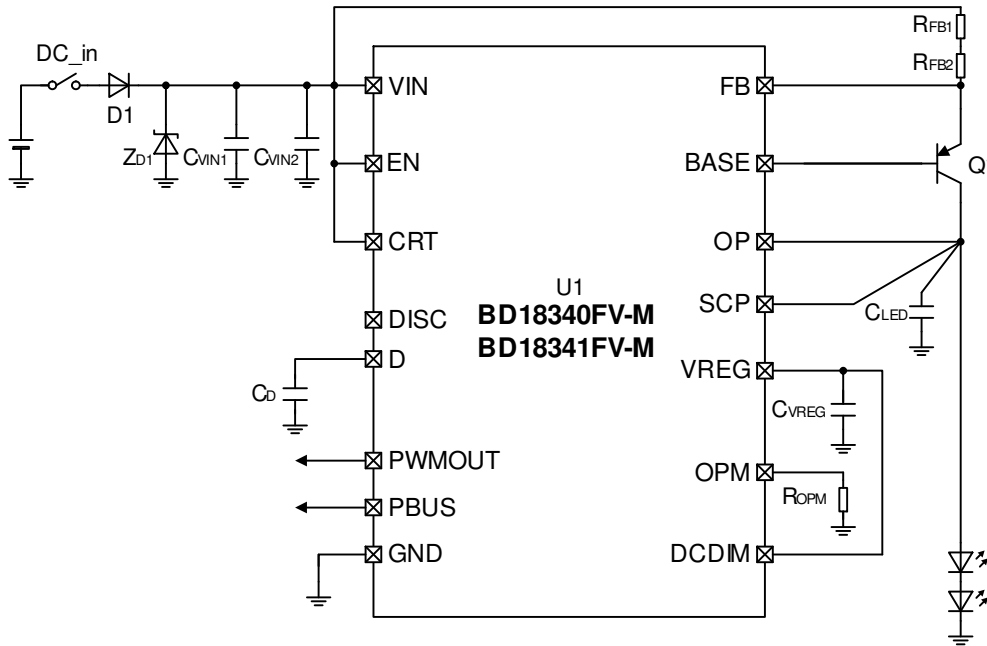 RFB1
DC_in
RFB2
VIN
FB
D1
ZD1
CVIN1
CVIN2
EN
BASE
Q
CRT
OP
U1
BD18340FV-M
BD18341FV-M
DISC
SCP
CLED
D
VREG
CD
CVREG
PWMOUT
OPM
ROPM
PBUS
GND
DCDIM